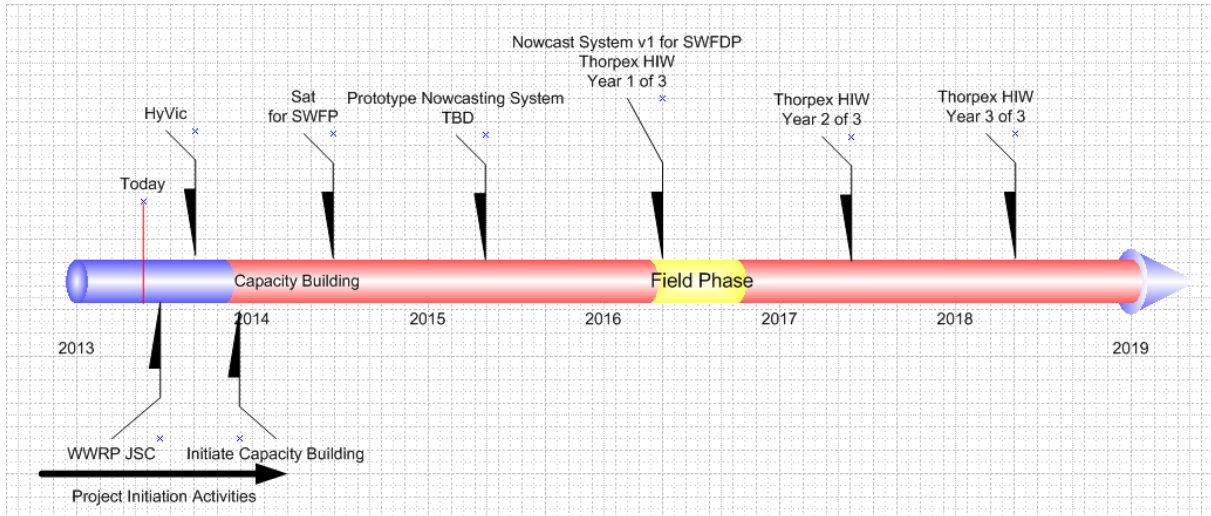 Nowcast System v1 for SWFDP
Thorpex HIW
Year 1 of 3
HyVic
Sat
for SWFP
Prototype Nowcasting System
TBD
Thorpex HIW
Year 2 of 3
Thorpex HIW
Year 3 of 3
Today
Capacity Building
Field Phase
2013
2014
2015
2016
2017
2018
2019
WWRP JSC
Initiate Capacity Building
Project Initiation Activities